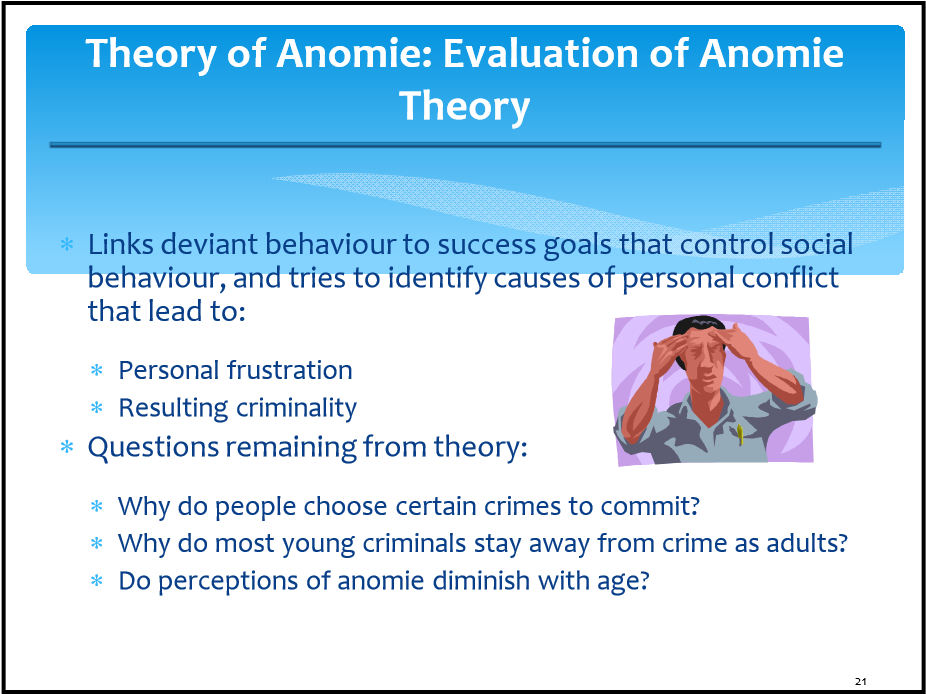 Theory of Anomie: Evaluation of Anomie
Theory
* Links deviant behaviour to success goals that control social
behaviour, and tries to identify causes of personal conflict
that lead to:
* Personal frustration
* Resulting criminality
* Questions remaining from theory:
* Why do people choose certain crimes to commit?
* Why do most young criminals stay away from crime as adults?
* Do perceptions of anomie diminish with age?
21